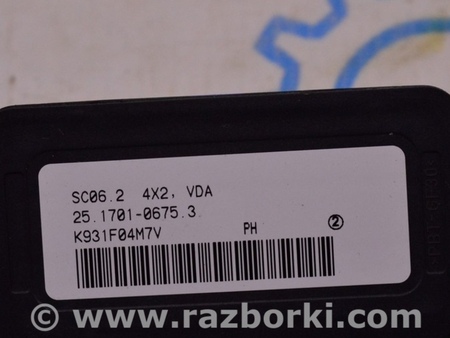 SC06.2 4X2, VDA
25.1701-0675.3
K931F04M7V
PH ②
© www.razborki.com